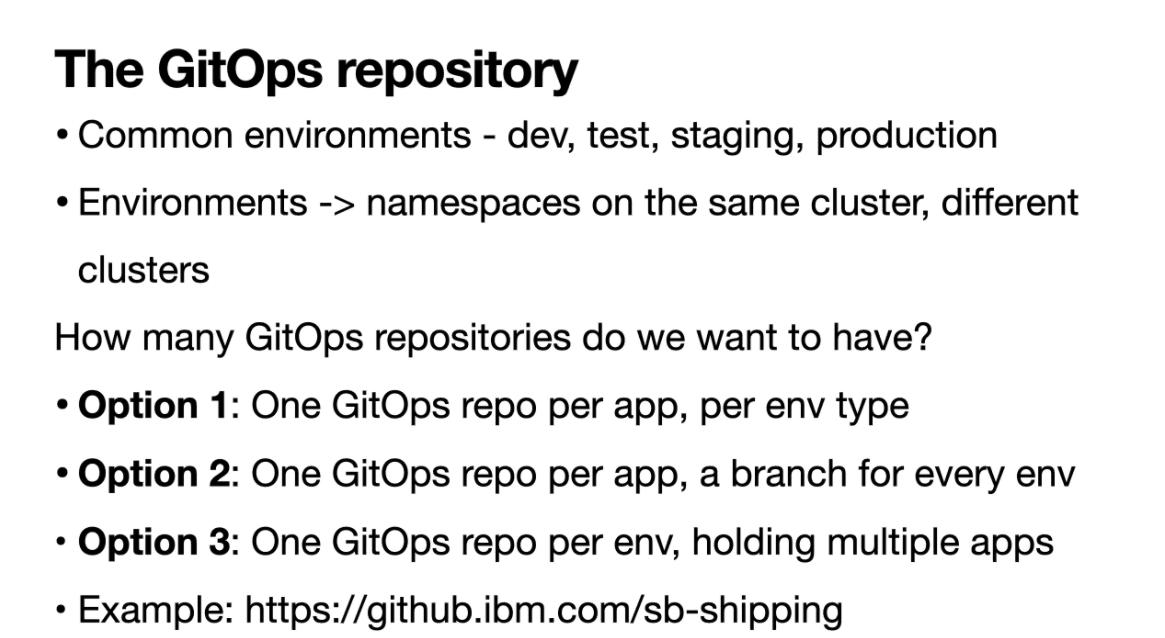 The GitOps repository
• Common environments - dev, test, staging, production
• Environments -> namespaces on the same cluster, different
clusters
How many GitOps repositories do we want to have?
• Option 1: One GitOps repo per app, per env type
• Option 2: One GitOps repo per app, a branch for every env
• Option 3: One GitOps repo per env, holding multiple apps
• Example: https://github.ibm.com/sb-shipping